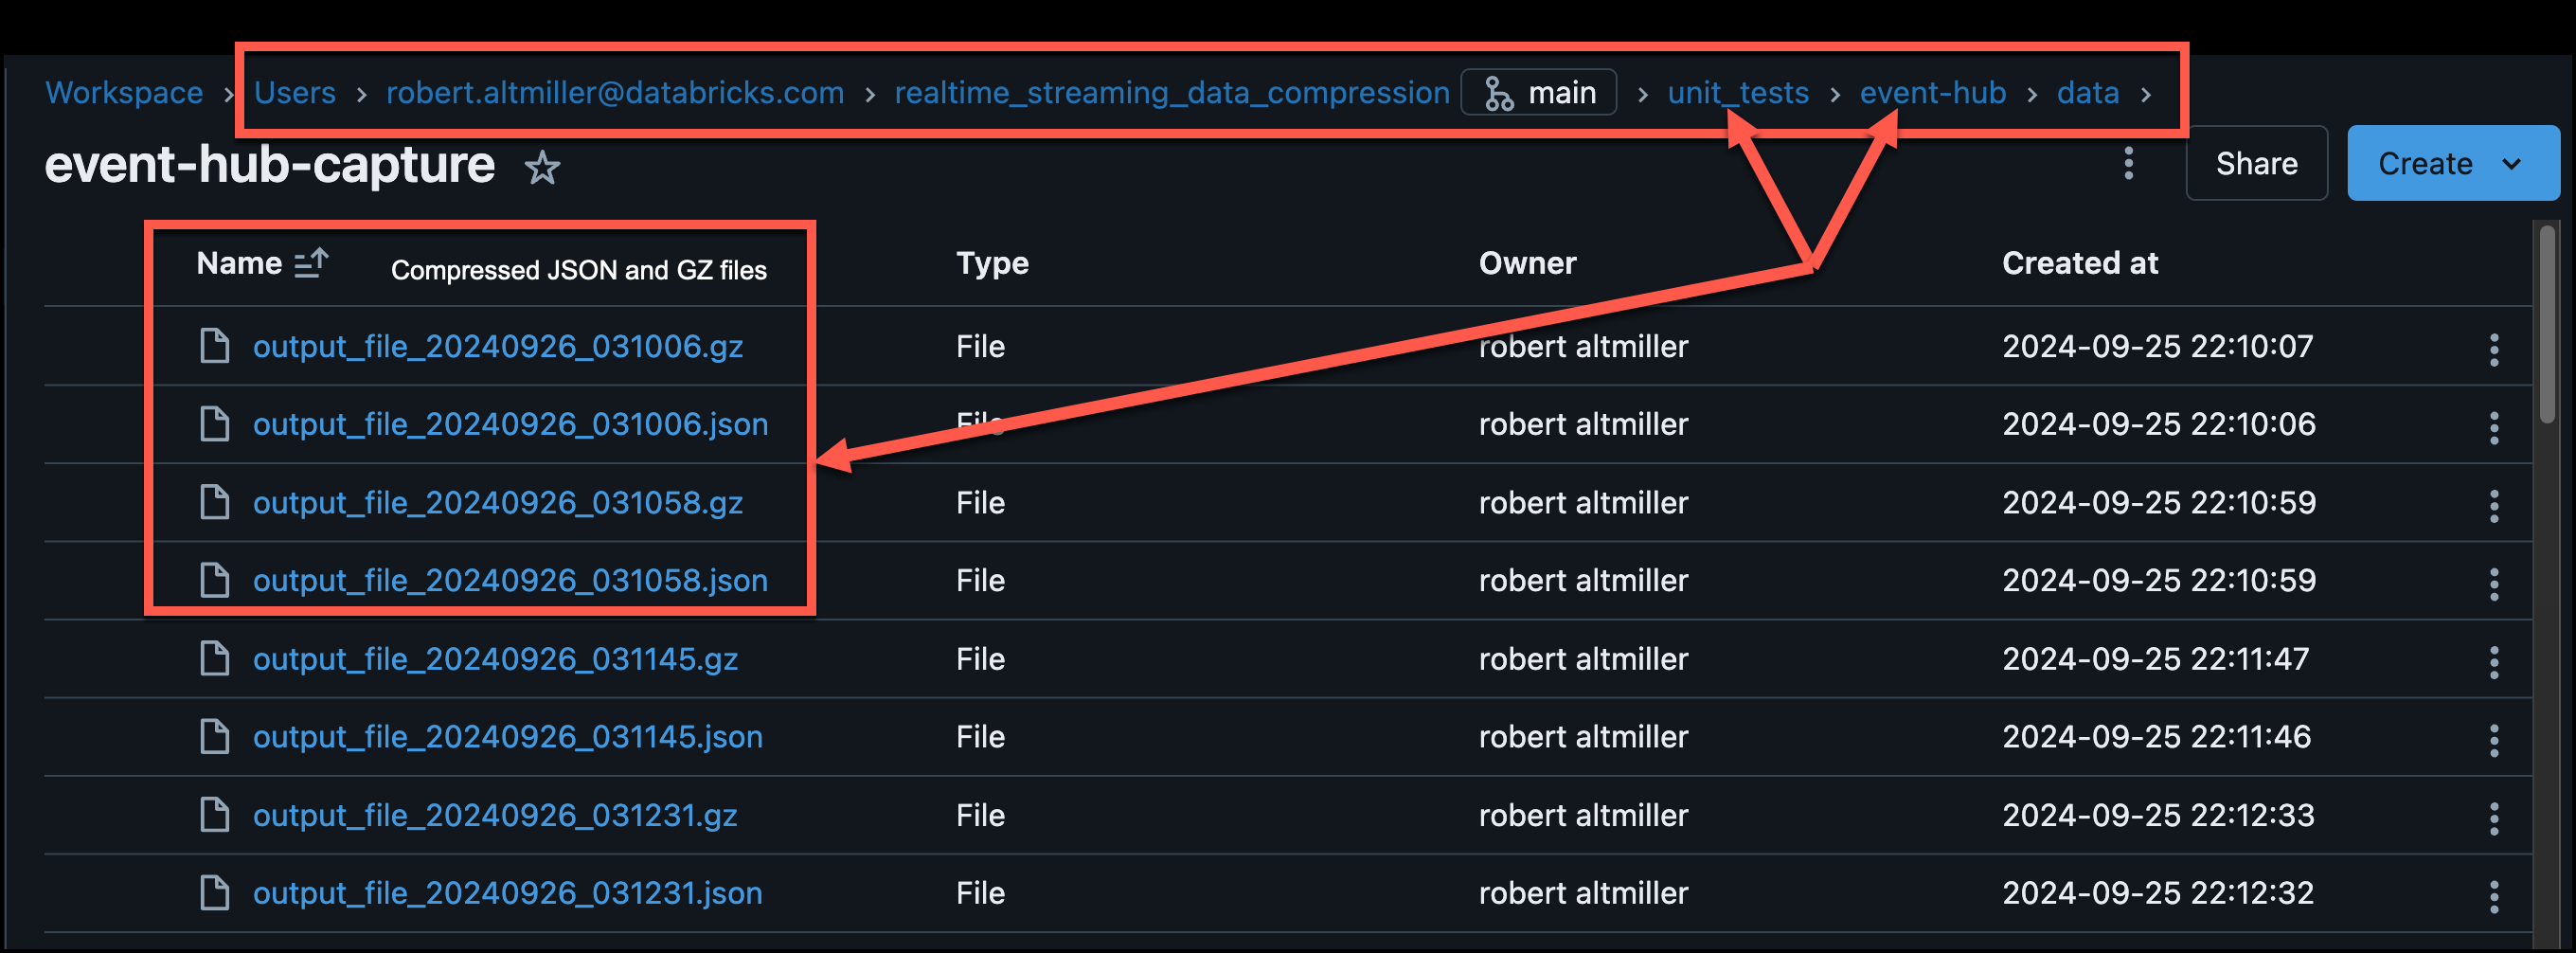 Workspace > Users > robert.altmiller@databricks.com > realtime_streaming_data_compression main > unit_tests > event-hub > data >
event-hub-capture
Share Create
Name Compressed JSON and GZ files Type Owner Created at
output_file_20240926_031006.gz File robert altmiller 2024-09-25 22:10:07
output_file_20240926_031006.json File robert altmiller 2024-09-25 22:10:06
output_file_20240926_031058.gz File robert altmiller 2024-09-25 22:10:59
output_file_20240926_031058.json File robert altmiller 2024-09-25 22:10:59
output_file_20240926_031145.gz File robert altmiller 2024-09-25 22:11:47
output_file_20240926_031145.json File robert altmiller 2024-09-25 22:11:46
output_file_20240926_031231.gz File robert altmiller 2024-09-25 22:12:33
output_file_20240926_031231.json File robert altmiller 2024-09-25 22:12:32